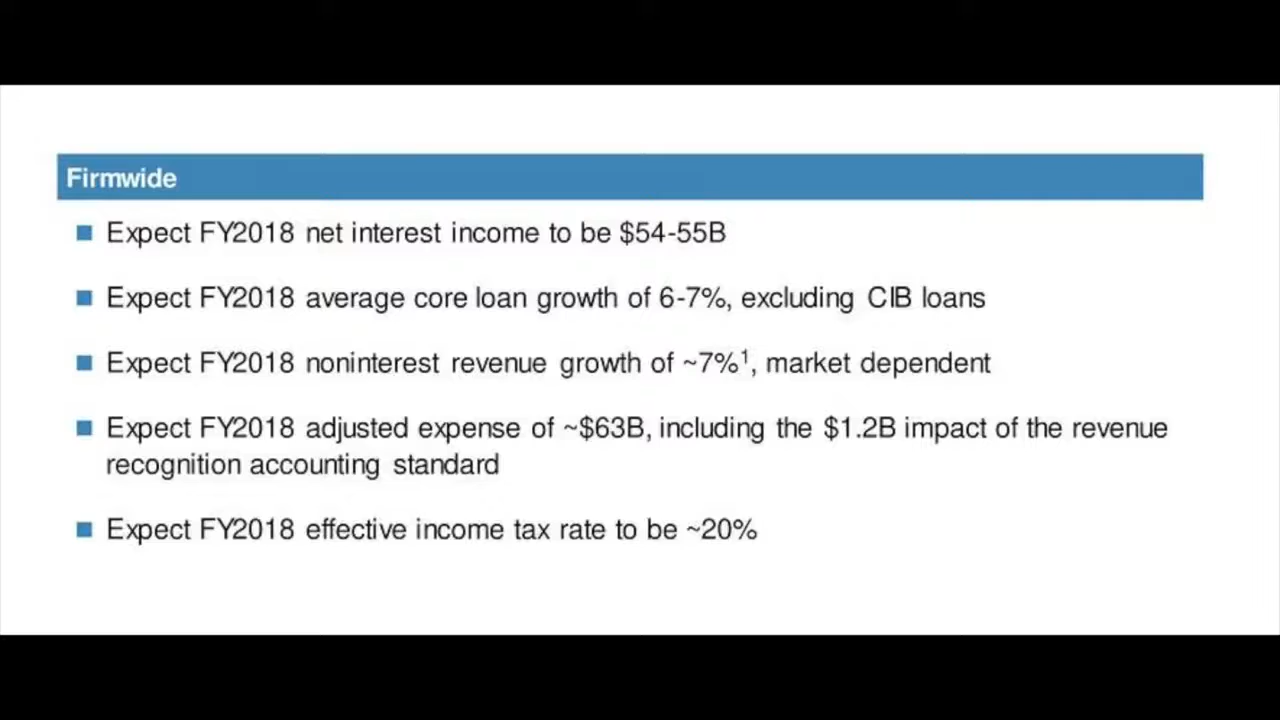 Firmwide
■ Expect FY2018 net interest income to be $54-55B
■ Expect FY2018 average core loan growth of 6-7%, excluding CIB loans
■ Expect FY2018 noninterest revenue growth of ~7%¹, market dependent
■ Expect FY2018 adjusted expense of ~$63B, including the $1.2B impact of the revenue
recognition accounting standard
■ Expect FY2018 effective income tax rate to be ~20%